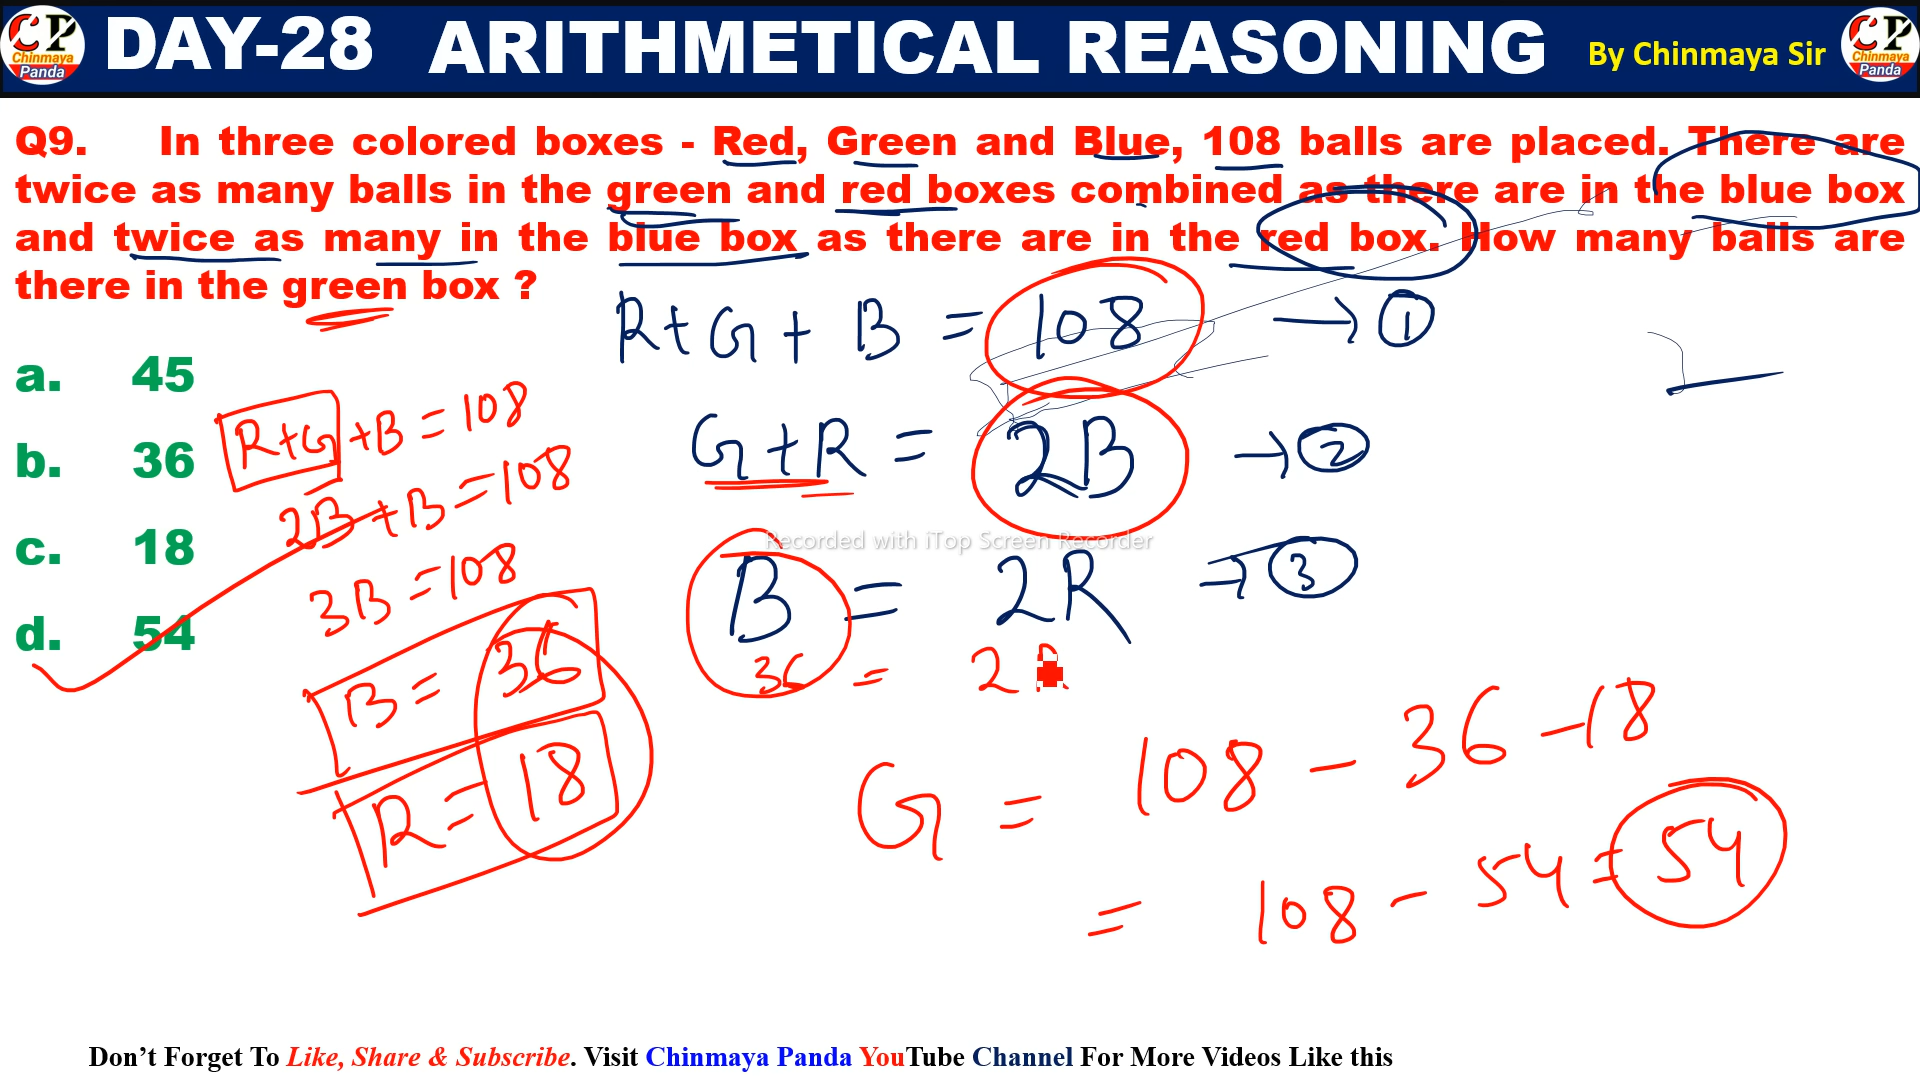 CP Chinmaya Panda DAY-28 ARITHMETICAL REASONING By Chinmaya Sir CP Chinmaya Panda
Q9. In three colored boxes - Red, Green and Blue, 108 balls are placed. There are
twice as many balls in the green and red boxes combined as there are in the blue box
and twice as many in the blue box as there are in the red box. How many balls are
there in the green box ?
R+G+B = 108 → 1
a. 45
R+G+B=108
G+R = 2B → 2
b. 36
2B+B=108
Recorded with iTop Screen Recorder
c. 18
3B=108
B = 2R → 3
d. 54
36 = 2R
B = 36
R = 18
G = 108 - 36 - 18
= 108 - 54 = 54
Don't Forget To Like, Share & Subscribe. Visit Chinmaya Panda YouTube Channel For More Videos Like this